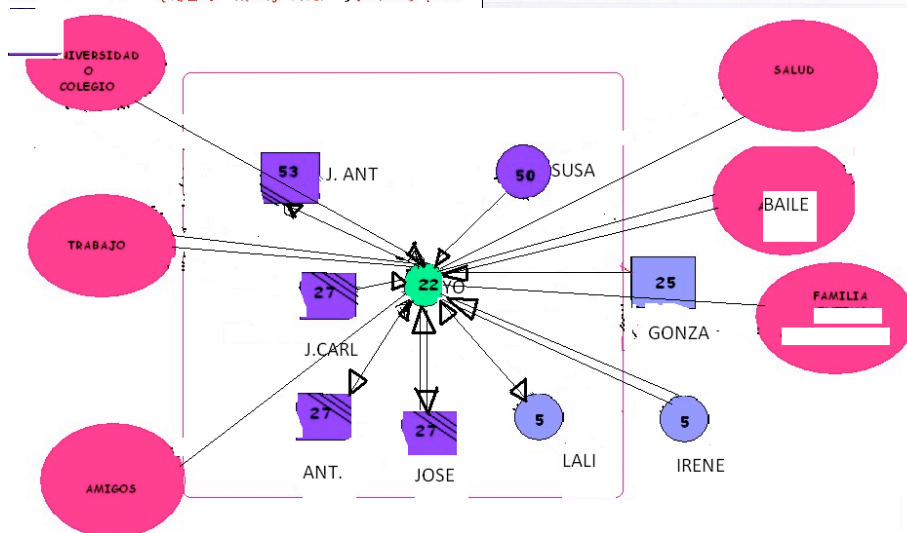 UNIVERSIDAD
O
COLEGIO
SALUD
53
J. ANT
50
SUSA
BAILE
TRABAJO
27
22
YO
25
FAMILIA
J.CARL
GONZA
27
27
5
5
ANT.
JOSE
LALI
IRENE
AMIGOS